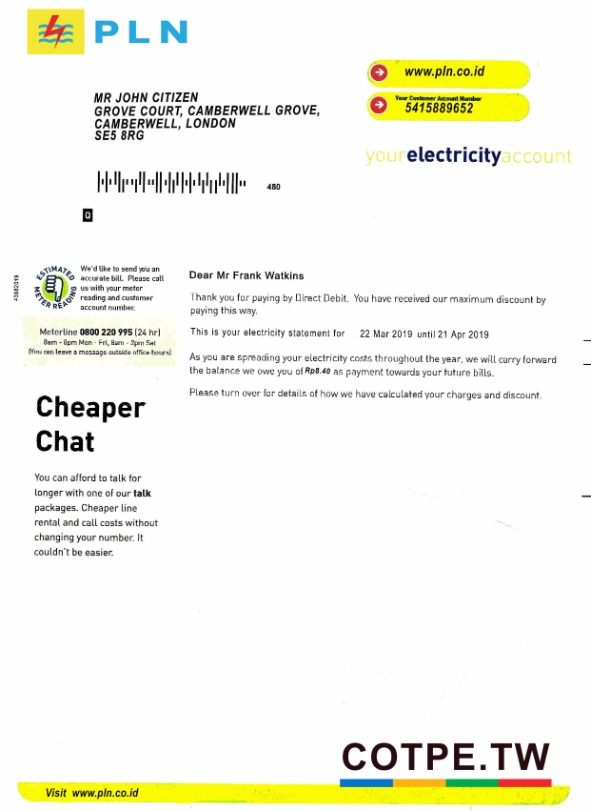 PLN
www.pln.co.id
Your Customer Account Number
5415889652
MR JOHN CITIZEN
GROVE COURT, CAMBERWELL GROVE,
CAMBERWELL, LONDON
SE5 8RG
yourelectricityaccount
480
Q
43682019
ESTIMATED
METER READING
We'd like to send you an
accurate bill. Please call
us with your meter
reading and customer
account number.
Meterline 0800 220 995 (24 hr)
8am - 8pm Mon - Fri, 8am - 2pm Sat
(You can leave a message outside office hours)
Dear Mr Frank Watkins
Thank you for paying by Direct Debit. You have received our maximum discount by
paying this way.
This is your electricity statement for 22 Mar 2019 until 21 Apr 2019
As you are spreading your electricity costs throughout the year, we will carry forward
the balance we owe you of Rp8.40 as payment towards your future bills.
Please turn over for details of how we have calculated your charges and discount.
Cheaper
Chat
You can afford to talk for
longer with one of our talk
packages. Cheaper line
rental and call costs without
changing your number. It
couldn't be easier.
COTPE.TW
Visit www.pln.co.id